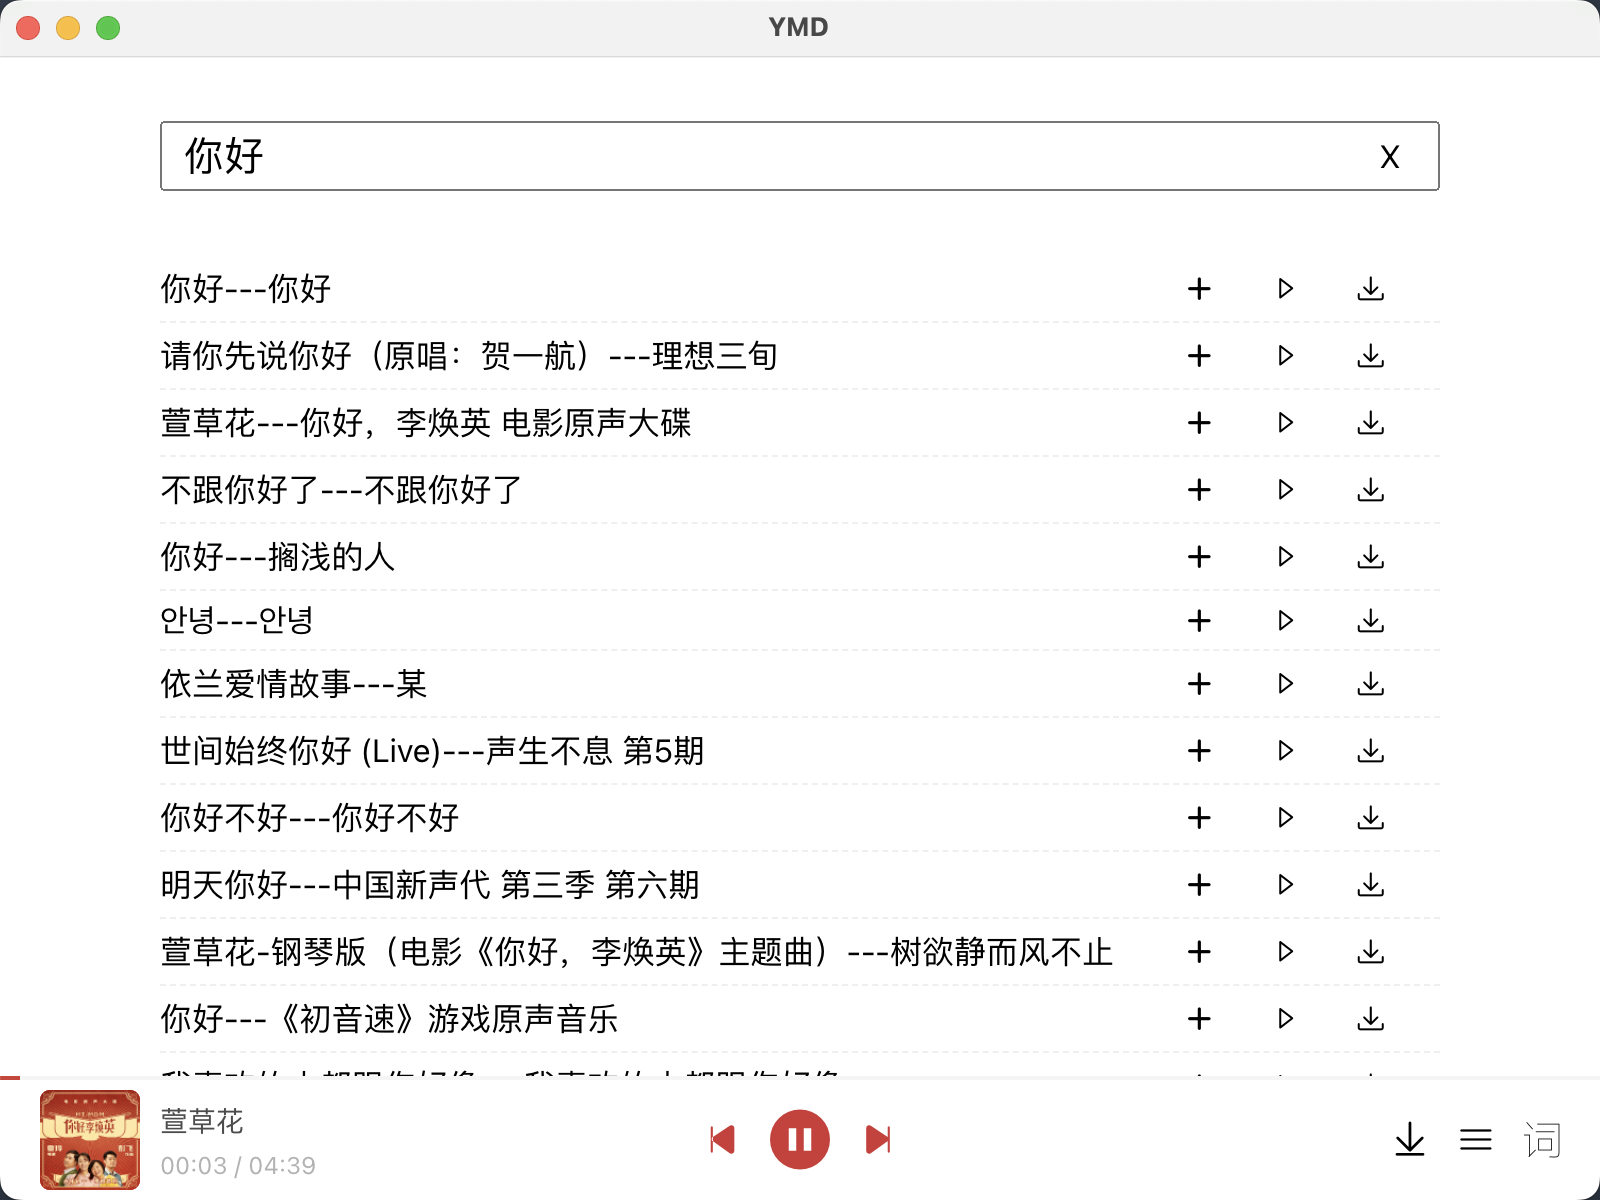 YMD
你好
X
你好---你好
请你先说你好（原唱：贺一航）---理想三旬
萱草花---你好，李焕英 电影原声大碟
不跟你好了---不跟你好了
你好---搁浅的人
안녕---안녕
依兰爱情故事---某
世间始终你好 (Live)---声生不息 第5期
你好不好---你好不好
明天你好---中国新声代 第三季 第六期
萱草花-钢琴版（电影《你好，李焕英》主题曲）---树欲静而风不止
你好---《初音速》游戏原声音乐
你好李焕英
萱草花
00:03 / 04:39
词